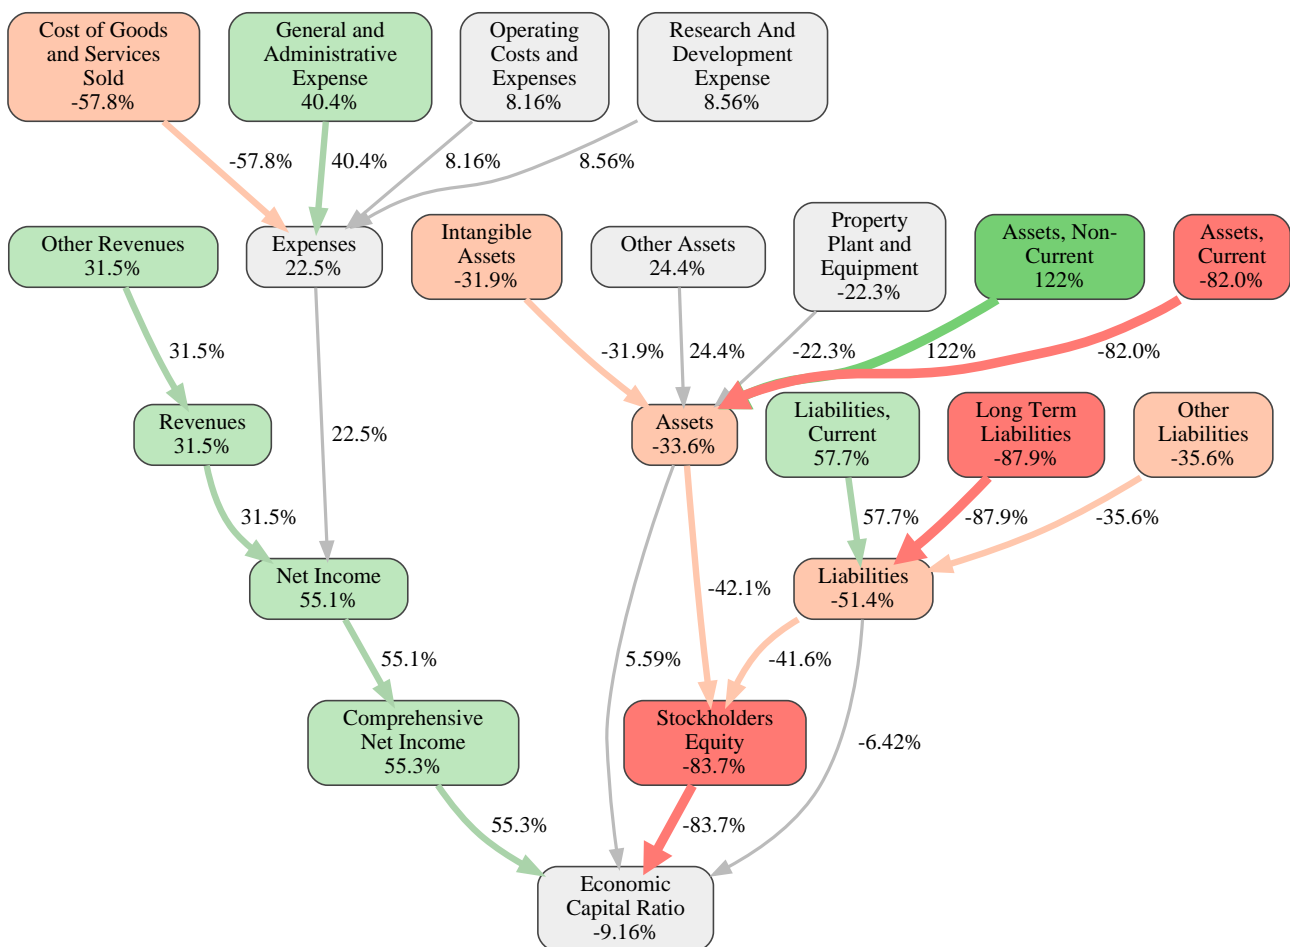 Cost of Goods
and Services
Sold
-57.8%
General and
Administrative
Expense
40.4%
Operating
Costs and
Expenses
8.16%
Research And
Development
Expense
8.56%
-57.8%
40.4%
8.16%
8.56%
Other Revenues
31.5%
Expenses
22.5%
Intangible
Assets
-31.9%
Other Assets
24.4%
Property
Plant and
Equipment
-22.3%
Assets, Non-
Current
122%
Assets,
Current
-82.0%
31.5%
-31.9%
24.4%
-22.3%
122%
-82.0%
Revenues
31.5%
22.5%
Assets
-33.6%
Liabilities,
Current
57.7%
Long Term
Liabilities
-87.9%
Other
Liabilities
-35.6%
31.5%
57.7%
-87.9%
-35.6%
Net Income
55.1%
-42.1%
Liabilities
-51.4%
55.1%
5.59%
-41.6%
Comprehensive
Net Income
55.3%
Stockholders
Equity
-83.7%
-6.42%
55.3%
-83.7%
Economic
Capital Ratio
-9.16%